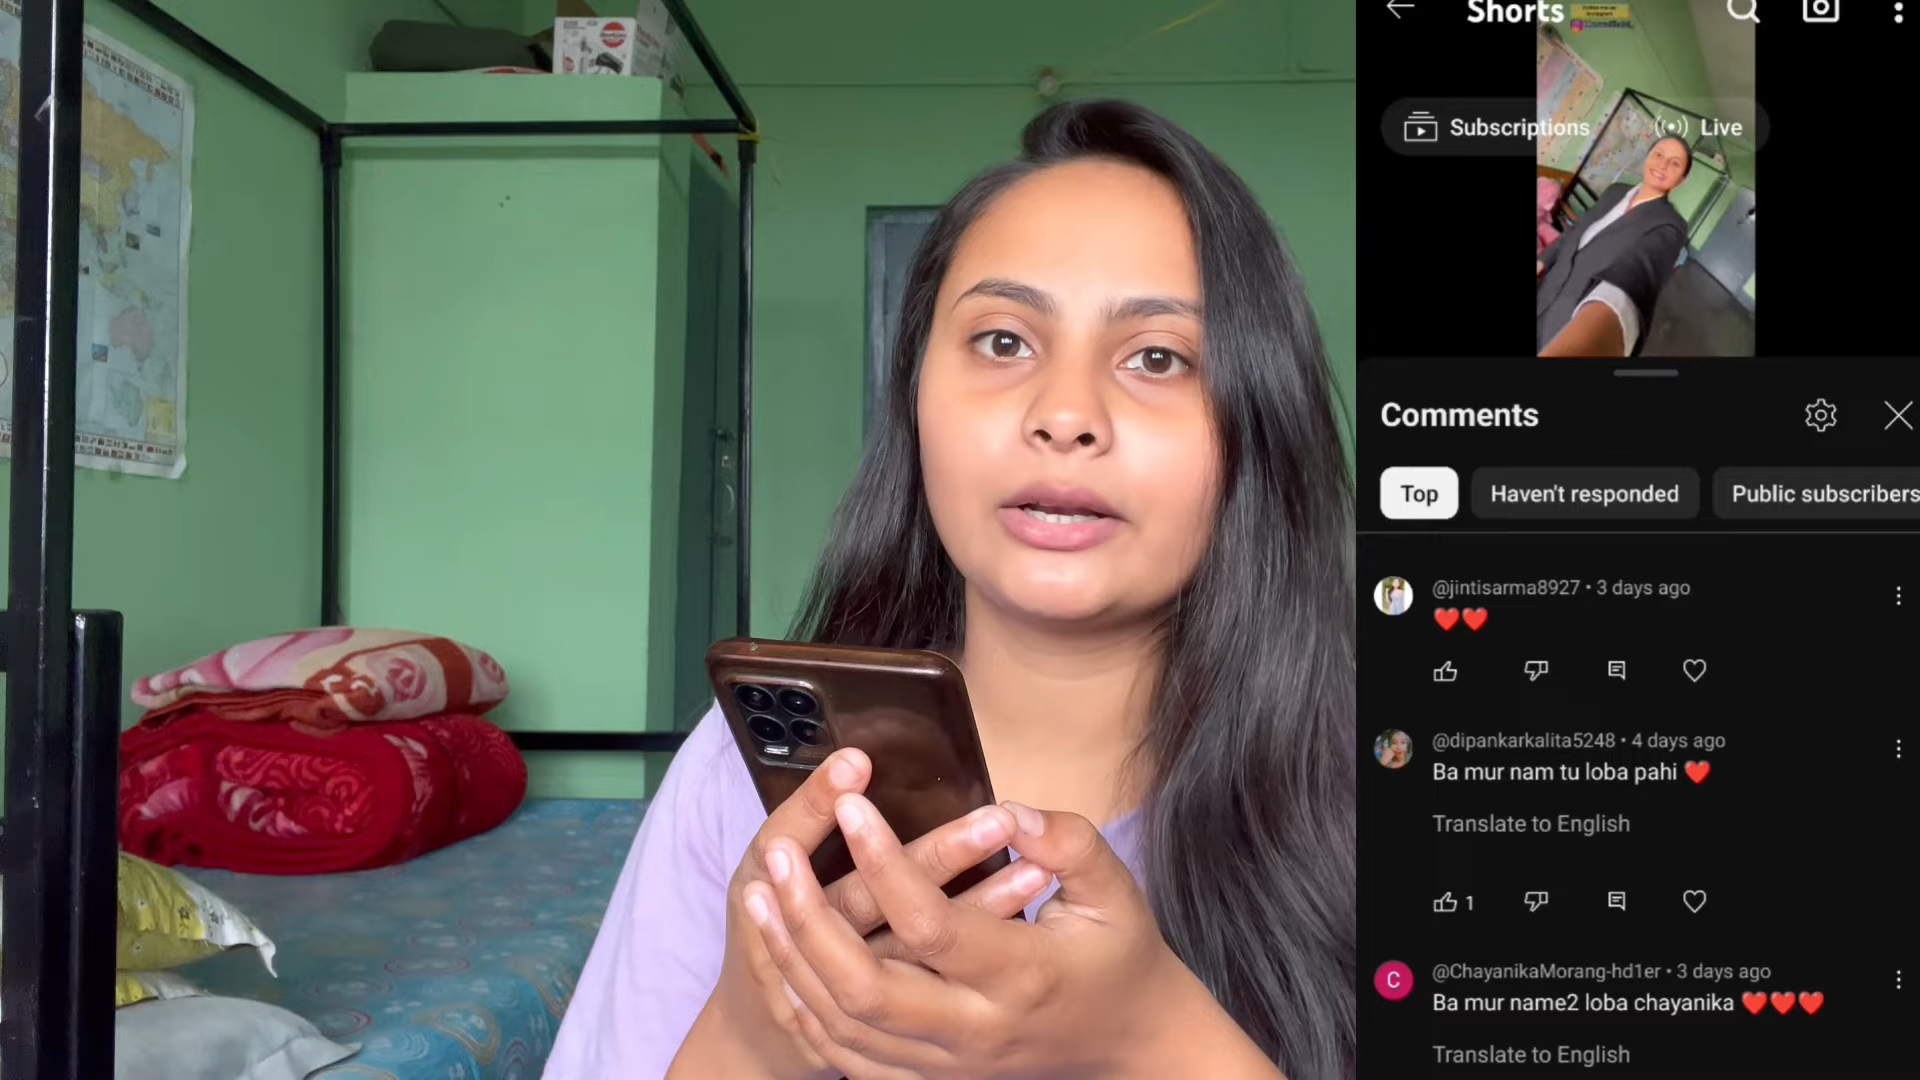 Shorts
Subscriptions
Live
Comments
Top
Haven't responded
Public subscribers
@jintisarma8927 • 3 days ago
❤️❤️
@dipankarkalita5248 • 4 days ago
Ba mur nam tu loba pahi ❤️
Translate to English
1
C
@ChayanikaMorang-hd1er • 3 days ago
Ba mur name2 loba chayanika ❤️❤️❤️
Translate to English